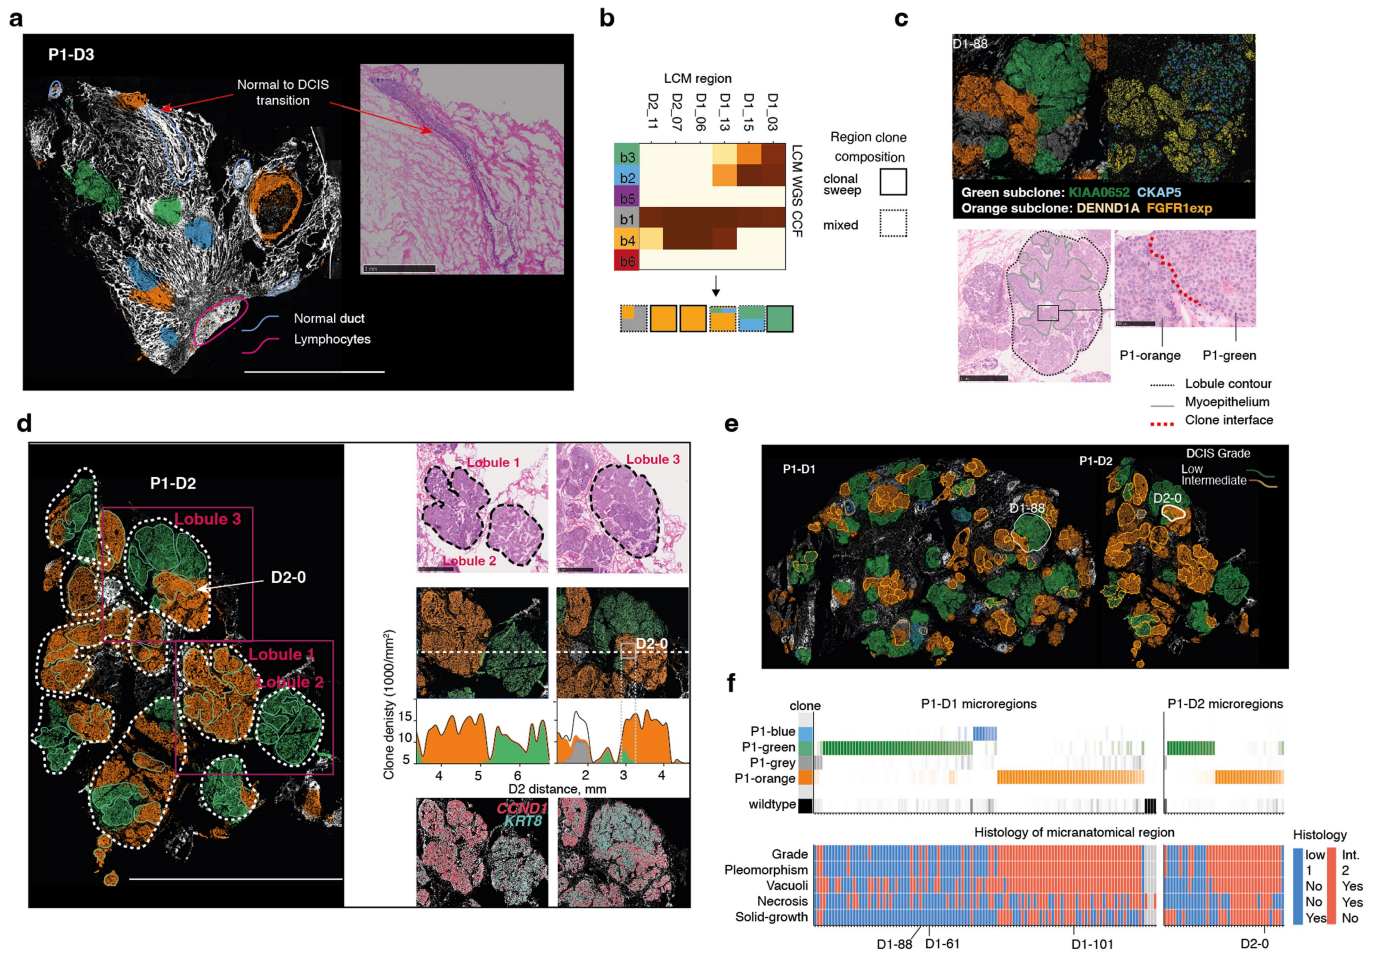 a
P1-D3
Normal to DCIS
transition
1 mm
Normal duct
Lymphocytes
b
LCM region
D2_11
D2_07
D1_06
D1_13
D1_15
D1_03
b3
b2
b5
b1
b4
b6
LCM WGS CCF
Region clone
composition
clonal
sweep
mixed
c
D1-88
Green subclone: KIAA0652 CKAP5
Orange subclone: DENND1A FGFR1exp
P1-orange
P1-green
Lobule contour
Myoepithelium
Clone interface
d
P1-D2
Lobule 3
D2-0
Lobule 1
Lobule 2
Lobule 1
Lobule 2
Lobule 3
D2-0
Clone denisty (1000/mm²)
15
10
5
4
5
6
2
3
4
D2 distance, mm
CCND1
KRT8
e
P1-D1
P1-D2
DCIS Grade
Low
Intermediate
D1-88
D2-0
f
clone
P1-D1 microregions
P1-D2 microregions
P1-blue
P1-green
P1-grey
P1-orange
wildtype
Histology of micranatomical region
Grade
Pleomorphism
Vacuoli
Necrosis
Solid-growth
Histology
low Int.
1 2
No Yes
No Yes
Yes No
D1-88
D1-61
D1-101
D2-0